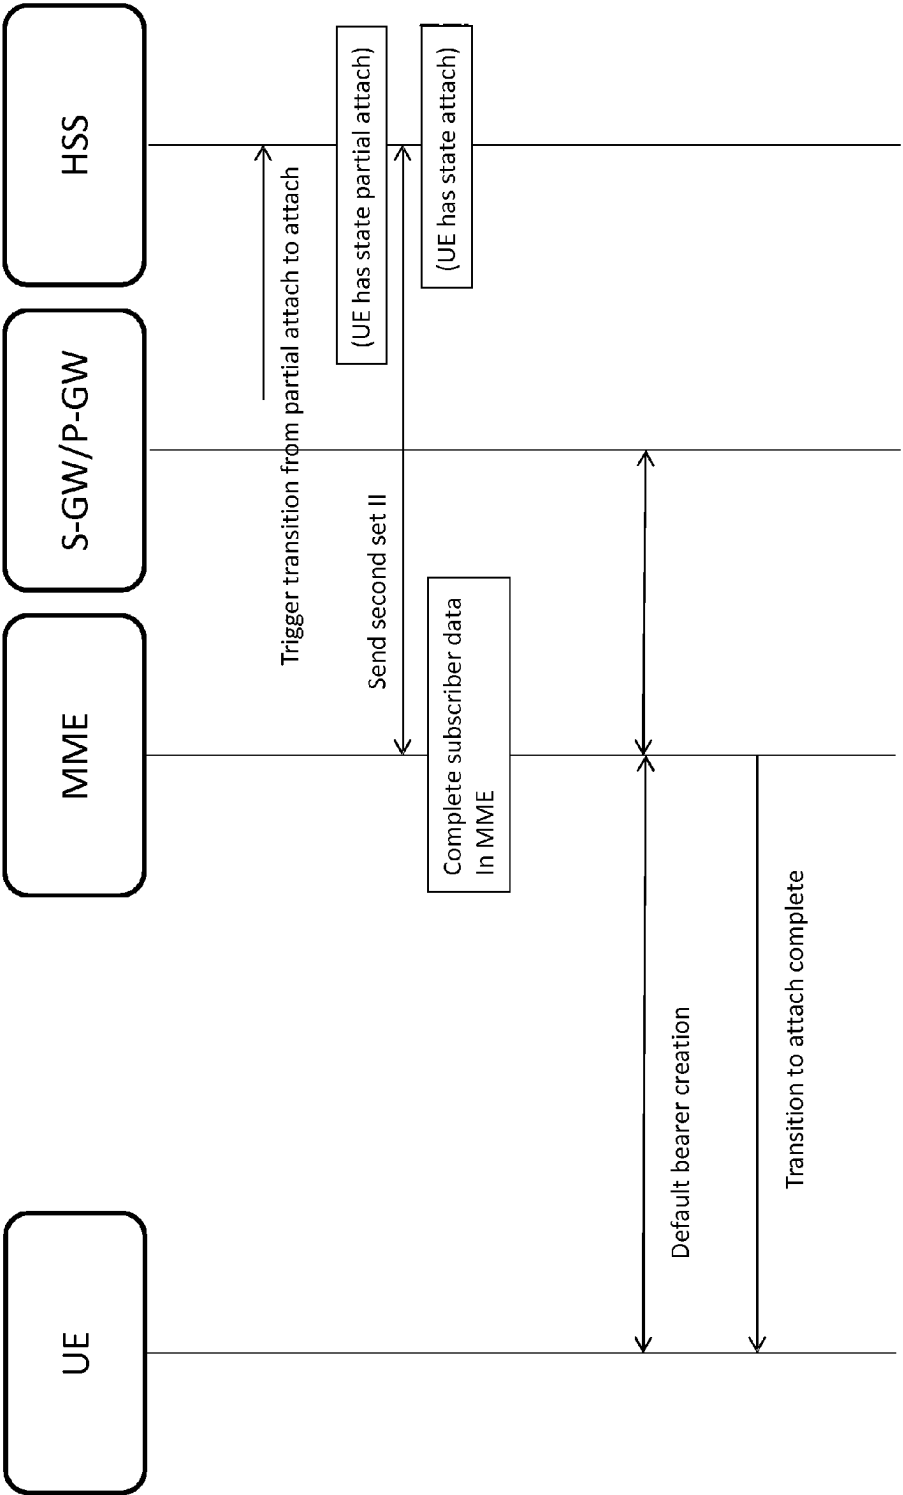 UE
MME
S-GW/P-GW
HSS
Trigger transition from partial attach to attach
(UE has state partial attach)
Send second set II
(UE has state attach)
Complete subscriber data
In MME
Default bearer creation
Transition to attach complete